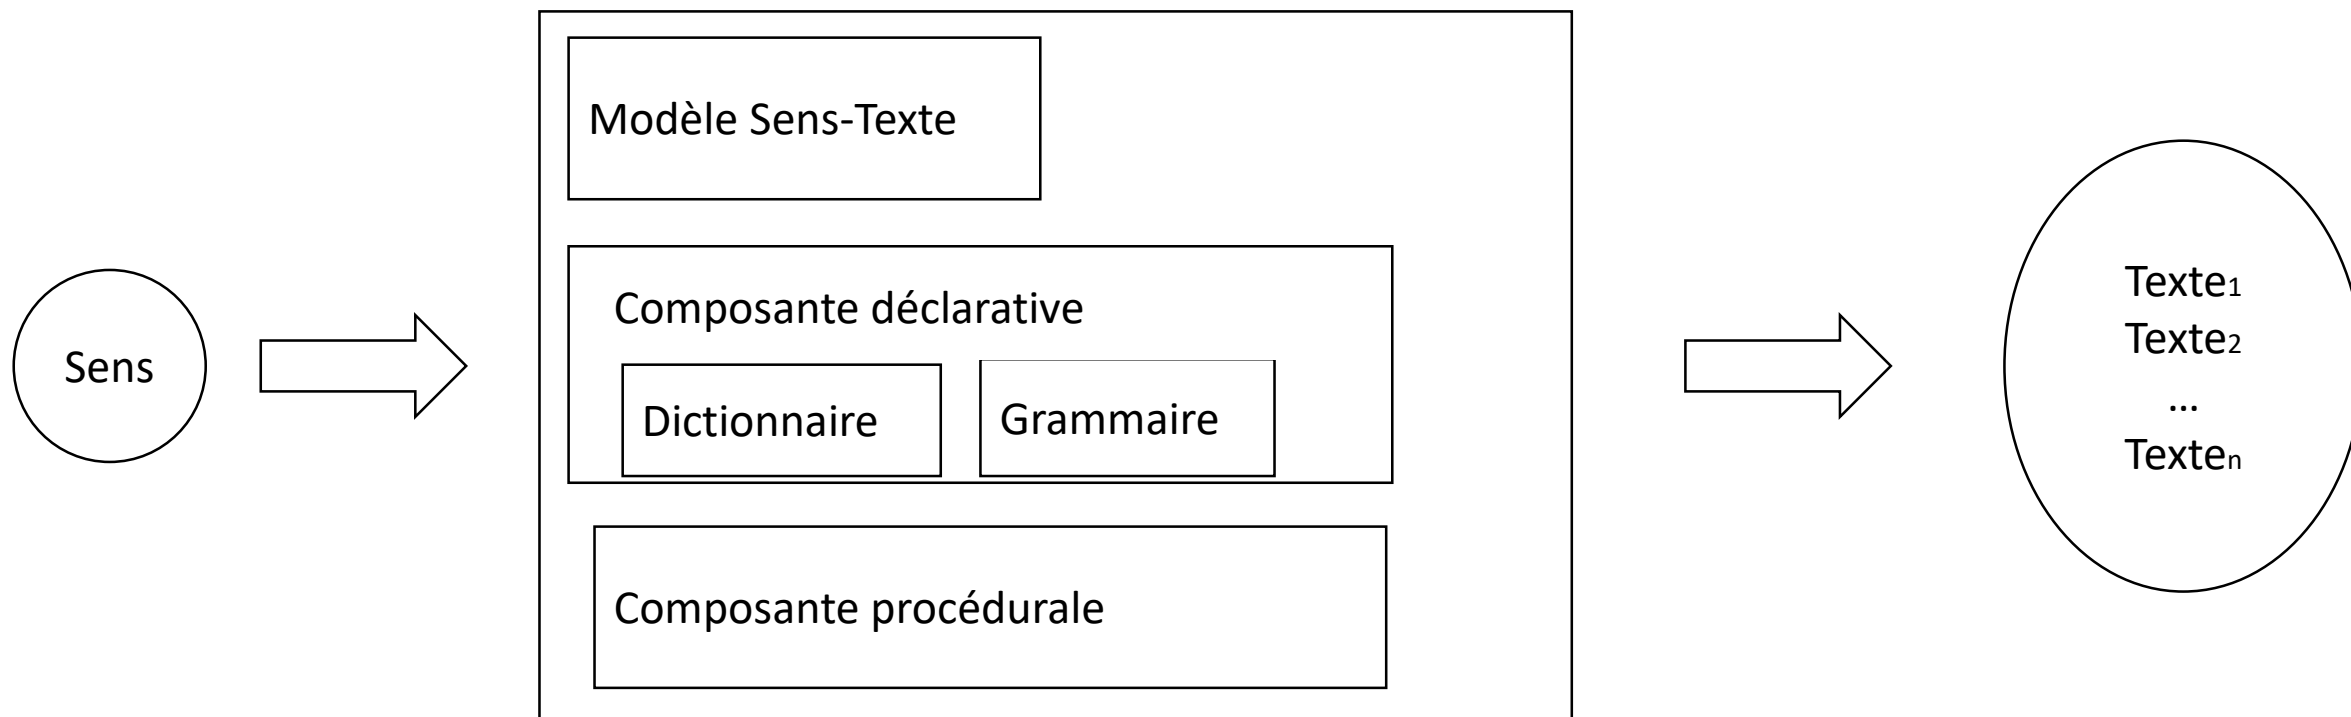 Modèle Sens-Texte
Sens
Composante déclarative
Dictionnaire
Grammaire
Composante procédurale
Texte₁
Texte₂
...
Texteₙ